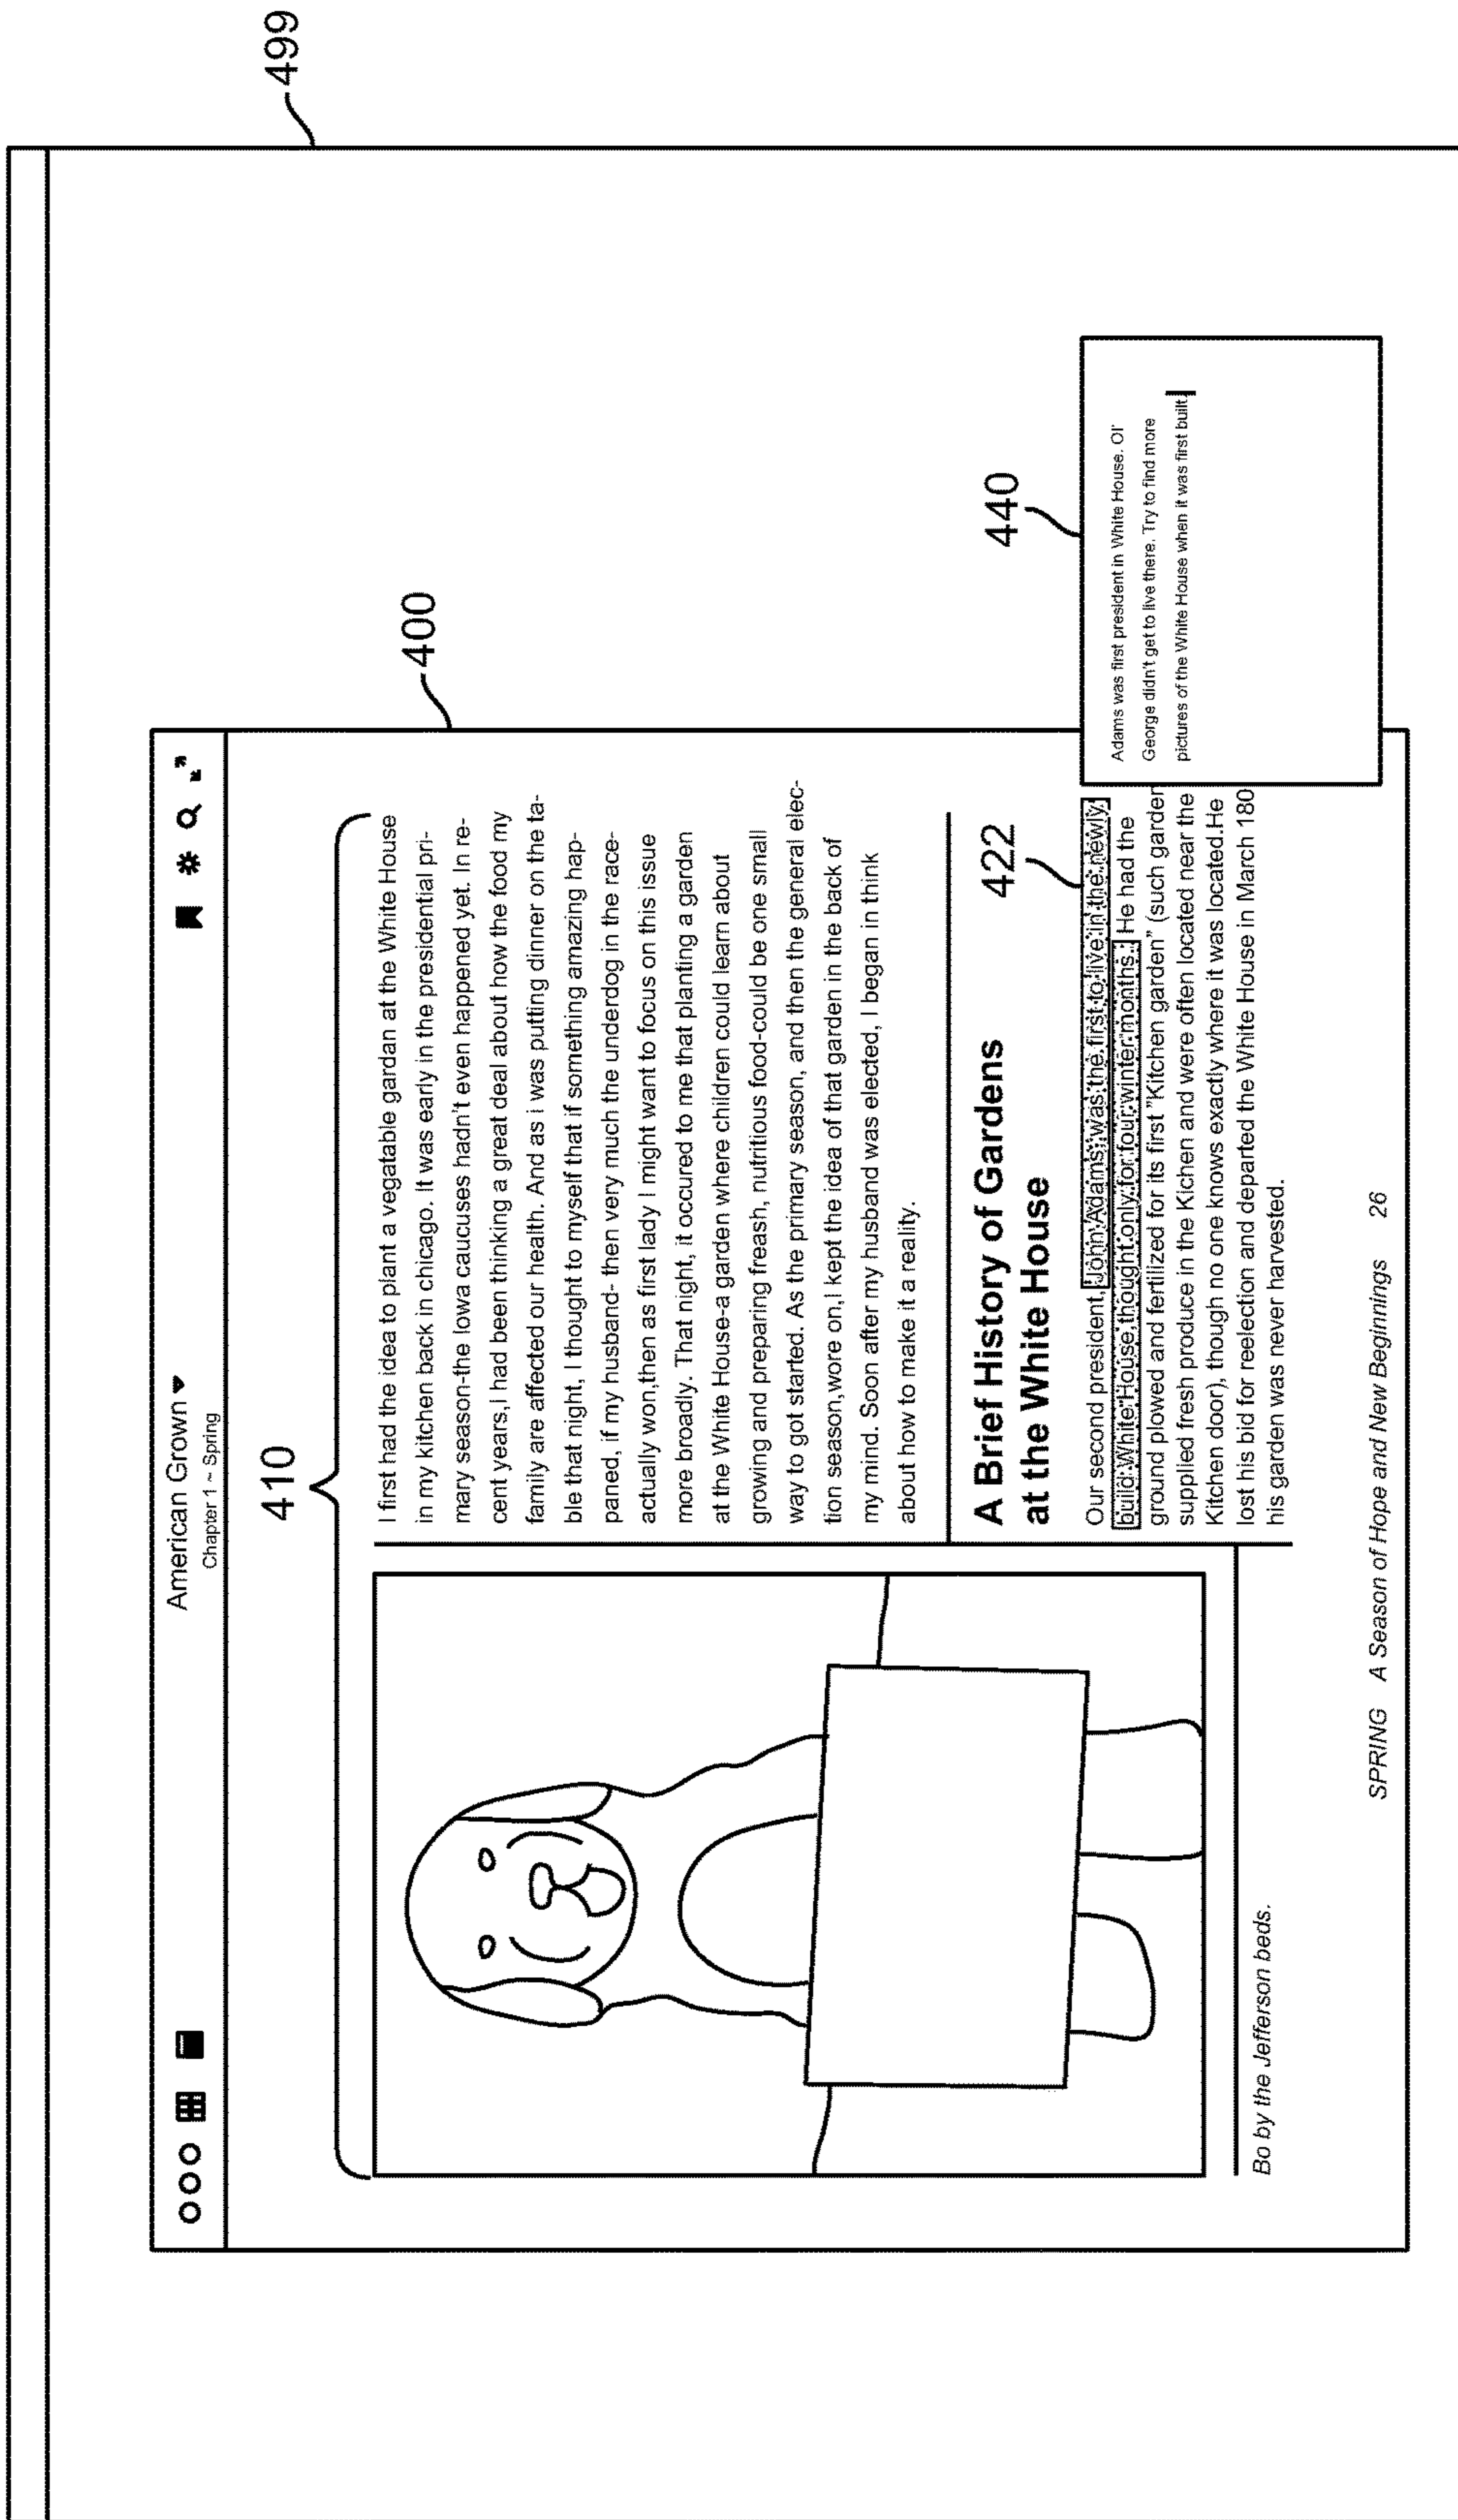 499
American Grown
Chapter 1 ~ Spring
410
400
I first had the idea to plant a vegatable gardan at the White House
in my kitchen back in chicago. It was early in the presidential pri-
mary season-the Iowa caucuses hadn't even happened yet. In re-
cent years,I had been thinking a great deal about how the food my
family are affected our health. And as i was putting dinner on the ta-
ble that night, I thought to myself that if something amazing hap-
paned, if my husband- then very much the underdog in the race-
actually won,then as first lady I might want to focus on this issue
more broadly. That night, it occured to me that planting a garden
at the White House-a garden where children could learn about
growing and preparing freash, nutritious food-could be one small
way to got started. As the primary season, and then the general elec-
tion season,wore on,I kept the idea of that garden in the back of
my mind. Soon after my husband was elected, I began in think
about how to make it a reality.
A Brief History of Gardens
at the White House
422
440
Our second president, John Adams, was the first to live in the newly
build White House, thought only for four winter months. He had the
ground plowed and fertilized for its first "Kitchen garden" (such garden
supplied fresh produce in the Kichen and were often located near the
Kitchen door), though no one knows exactly where it was located.He
lost his bid for reelection and departed the White House in March 180
his garden was never harvested.
Adams was first president in White House. Ol'
George didn't get to live there. Try to find more
pictures of the White House when it was first built.
Bo by the Jefferson beds.
SPRING A Season of Hope and New Beginnings 26